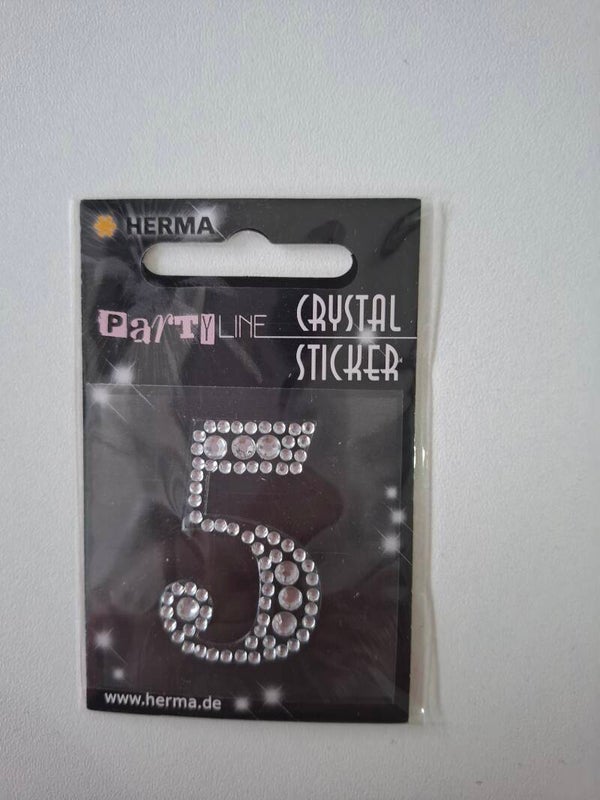 HERMA
PARTYLINE
CRYSTAL
STICKER
5
www.herma.de